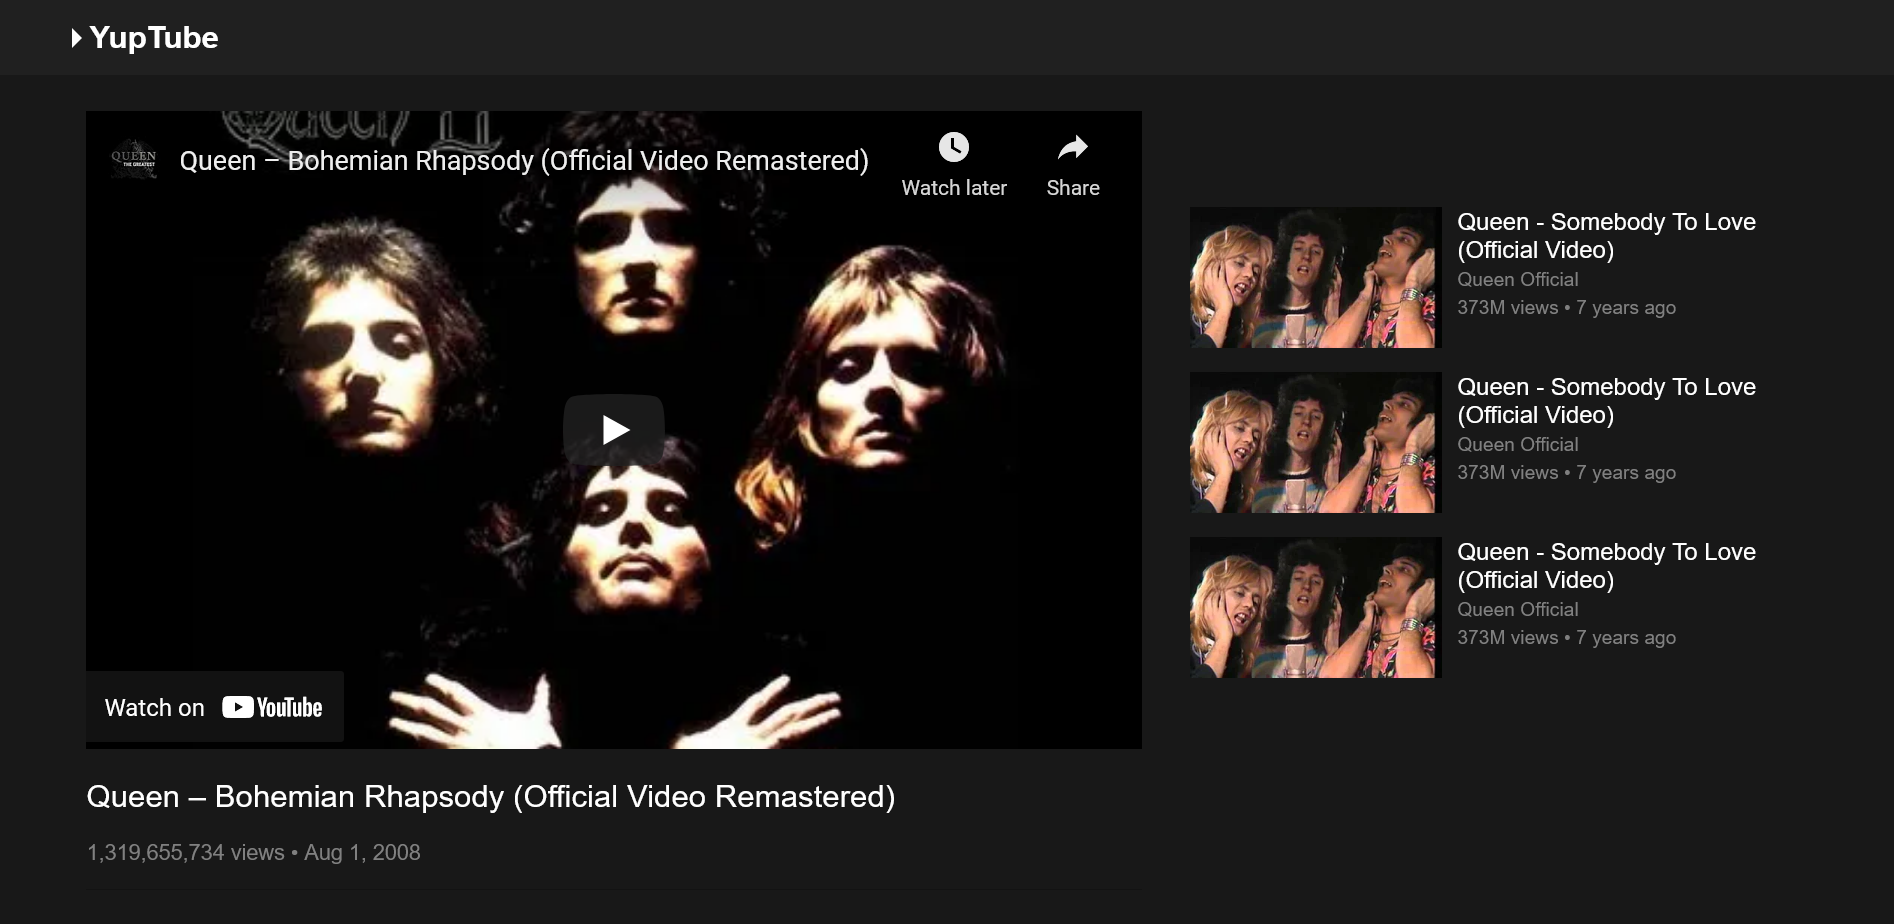 YupTube
Queen II
QUEEN
THE GREATEST
Queen – Bohemian Rhapsody (Official Video Remastered)
Watch later
Share
Watch on YouTube
Queen – Bohemian Rhapsody (Official Video Remastered)
1,319,655,734 views • Aug 1, 2008
Queen - Somebody To Love
(Official Video)
Queen Official
373M views • 7 years ago
Queen - Somebody To Love
(Official Video)
Queen Official
373M views • 7 years ago
Queen - Somebody To Love
(Official Video)
Queen Official
373M views • 7 years ago